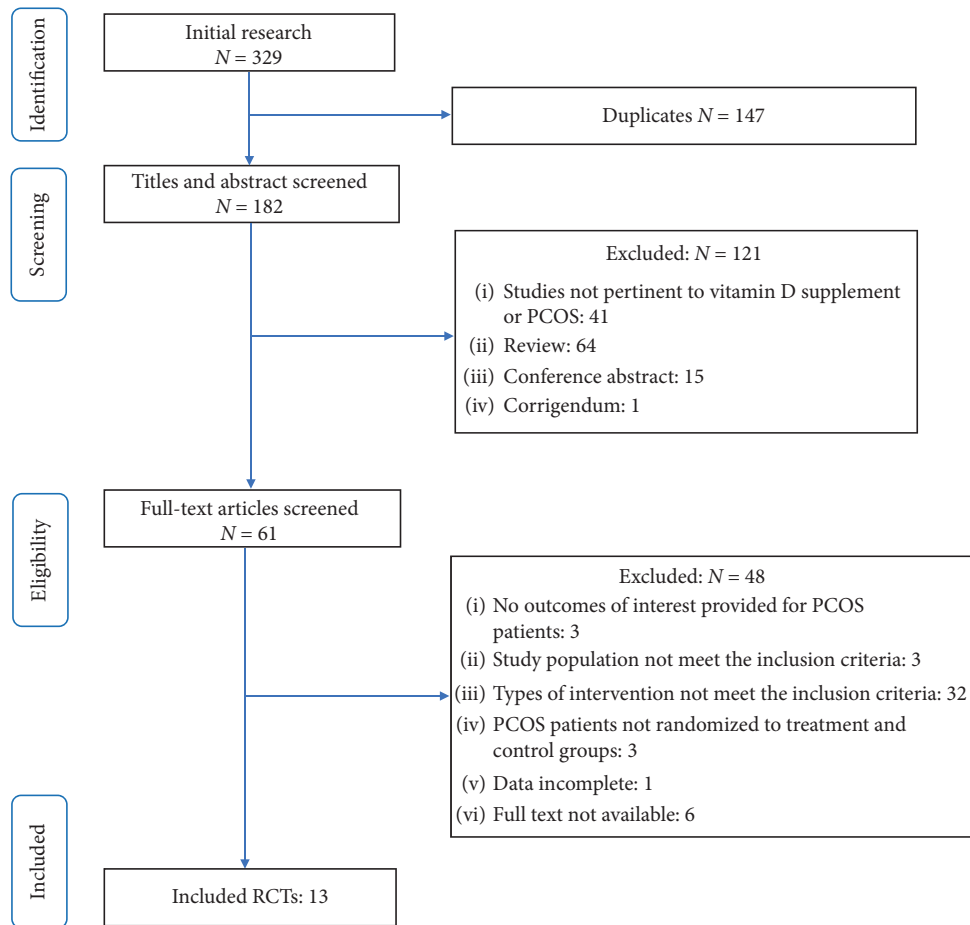 Identification
Initial research
N = 329
Duplicates N = 147
Screening
Titles and abstract screened
N = 182
Excluded: N = 121
(i) Studies not pertinent to vitamin D supplement
or PCOS: 41
(ii) Review: 64
(iii) Conference abstract: 15
(iv) Corrigendum: 1
Eligibility
Full-text articles screened
N = 61
Excluded: N = 48
(i) No outcomes of interest provided for PCOS
patients: 3
(ii) Study population not meet the inclusion criteria: 3
(iii) Types of intervention not meet the inclusion criteria: 32
(iv) PCOS patients not randomized to treatment and
control groups: 3
(v) Data incomplete: 1
(vi) Full text not available: 6
Included
Included RCTs: 13